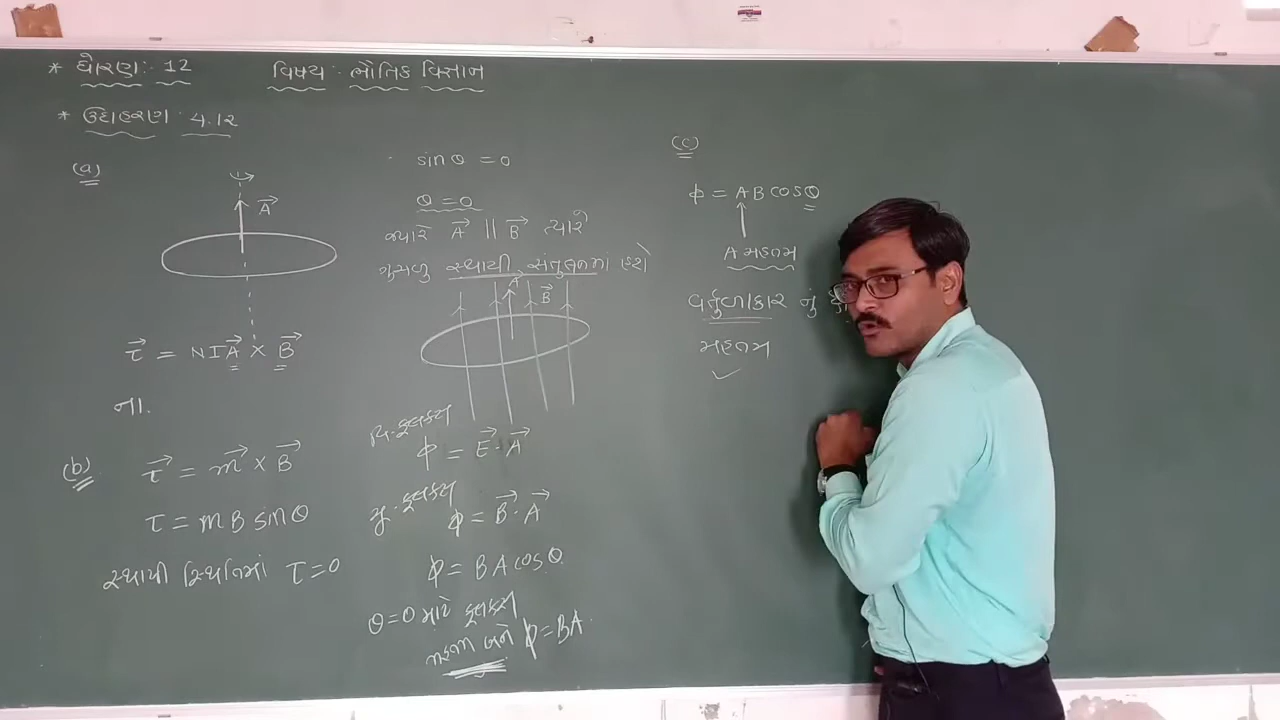 * ધોરણ : 12 વિષય : ભૌતિક વિજ્ઞાન
* ઉદાહરણ : 4.12
(a)
A⃗
τ⃗ = NIA⃗ × B⃗
ના.
(b) τ⃗ = m⃗ × B⃗
τ = mB sinθ
સ્થાયી સ્થિતિમાં τ=0
sinθ = 0
θ = 0
જ્યારે A⃗ || B⃗ ત્યારે
ગુંચળુ સ્થાયી સંતુલનમાં હશે
A⃗ B⃗
વિ. ફ્લક્સ
ϕ = E⃗ · A⃗
ચુ. ફ્લક્સ
ϕ = B⃗ · A⃗
ϕ = BA cosθ
θ=0 માટે ફ્લક્સ
મહત્તમ બને ϕ=BA
(c)
ϕ = AB cosθ
A મહત્તમ
વર્તુળાકાર નું
મહત્તમ